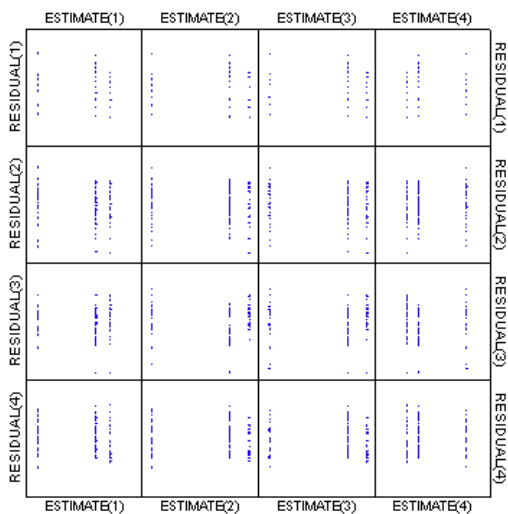 ESTIMATE(1) ESTIMATE(2) ESTIMATE(3) ESTIMATE(4)
RESIDUAL(1) RESIDUAL(1)
RESIDUAL(2) RESIDUAL(2)
RESIDUAL(3) RESIDUAL(3)
RESIDUAL(4) RESIDUAL(4)
ESTIMATE(1) ESTIMATE(2) ESTIMATE(3) ESTIMATE(4)